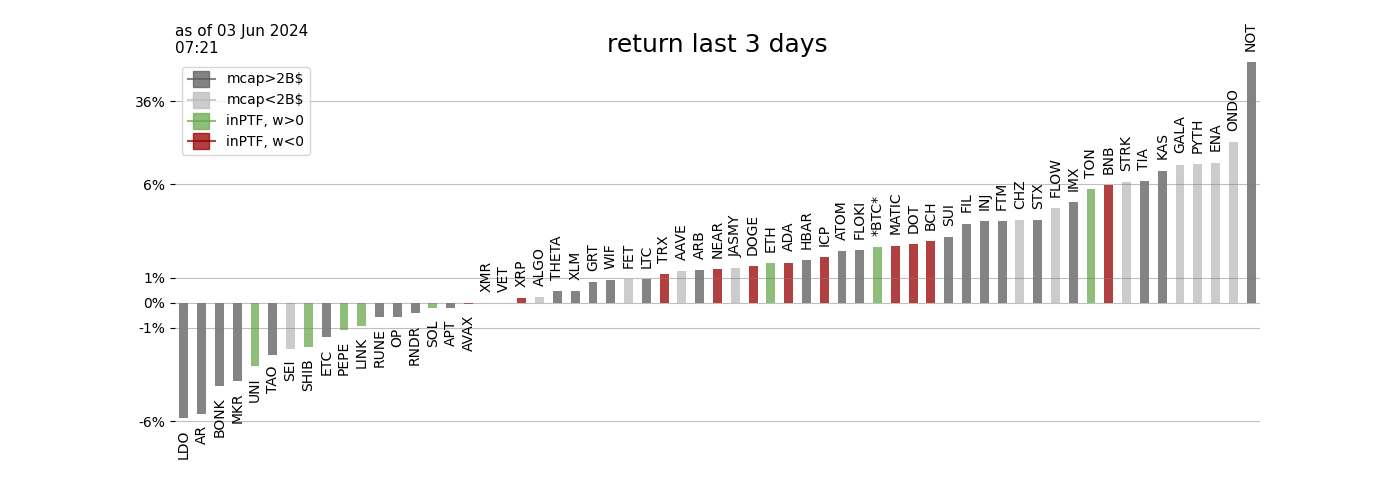 as of 03 Jun 2024
07:21
return last 3 days
mcap>2B$
mcap<2B$
inPTF, w>0
inPTF, w<0
36%
6%
1%
0%
-1%
-6%
LDO
AR
BONK
MKR
UNI
TAO
SEI
SHIB
ETC
PEPE
LINK
RUNE
OP
RNDR
SOL
APT
AVAX
XMR
VET
XRP
ALGO
THETA
XLM
GRT
WIF
FET
LTC
TRX
AAVE
ARB
NEAR
JASMY
DOGE
ETH
ADA
HBAR
ICP
ATOM
FLOKI
*BTC*
MATIC
DOT
BCH
SUI
FIL
INJ
FTM
CHZ
STX
FLOW
IMX
TON
BNB
STRK
TIA
KAS
GALA
PYTH
ENA
ONDO
NOT